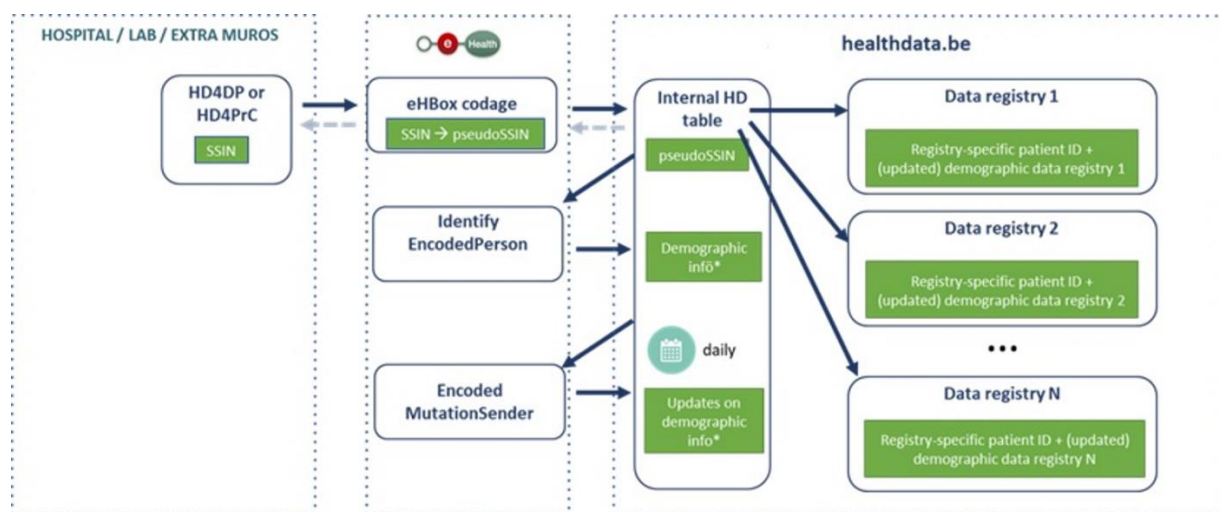 HOSPITAL / LAB / EXTRA MUROS
HD4DP or
HD4PrC
SSIN
e Health
eHBox codage
SSIN → pseudoSSIN
Identify
EncodedPerson
Encoded
MutationSender
healthdata.be
Internal HD
table
pseudoSSIN
Demographic
infö*
daily
Updates on
demographic
info*
Data registry 1
Registry-specific patient ID +
(updated) demographic data registry 1
Data registry 2
Registry-specific patient ID +
(updated) demographic data registry 2
•••
Data registry N
Registry-specific patient ID + (updated)
demographic data registry N